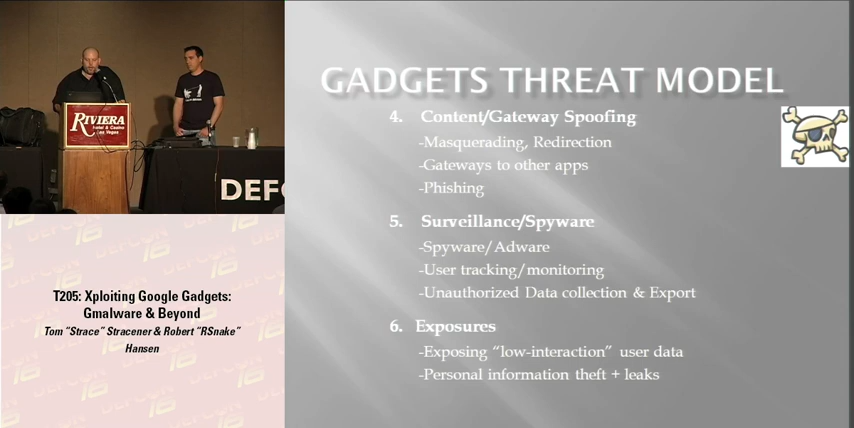 GADGETS THREAT MODEL
4. Content/Gateway Spoofing
-Masquerading, Redirection
-Gateways to other apps
-Phishing
5. Surveillance/Spyware
-Spyware/Adware
-User tracking/monitoring
-Unauthorized Data collection & Export
6. Exposures
-Exposing “low-interaction” user data
-Personal information theft + leaks
RIVIERA
Hotel & Casino
Las Vegas
DEFC
DEFCON 16
T205: Xploiting Google Gadgets:
Gmalware & Beyond
Tom “Strace” Stracener & Robert “RSnake”
Hansen